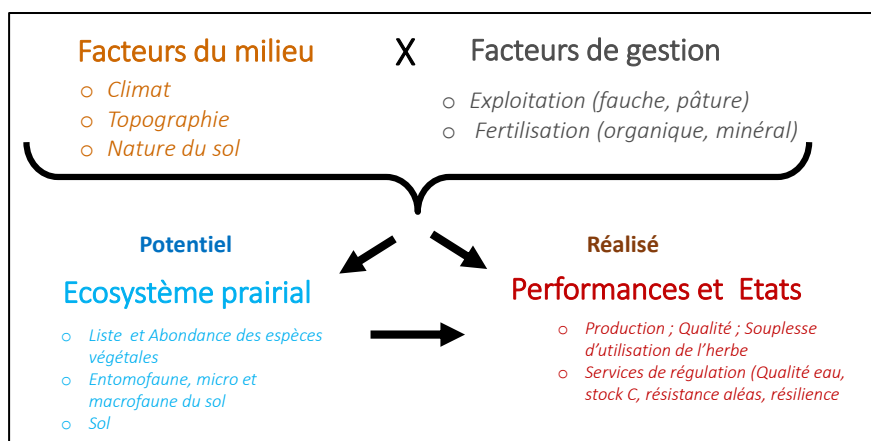 Facteurs du milieu X Facteurs de gestion
o Climat
o Topographie
o Nature du sol
o Exploitation (fauche, pâture)
o Fertilisation (organique, minéral)
Potentiel
Ecosystème prairial
o Liste et Abondance des espèces
végétales
o Entomofaune, micro et
macrofaune du sol
o Sol
Réalisé
Performances et Etats
o Production ; Qualité ; Souplesse
d'utilisation de l'herbe
o Services de régulation (Qualité eau,
stock C, résistance aléas, résilience